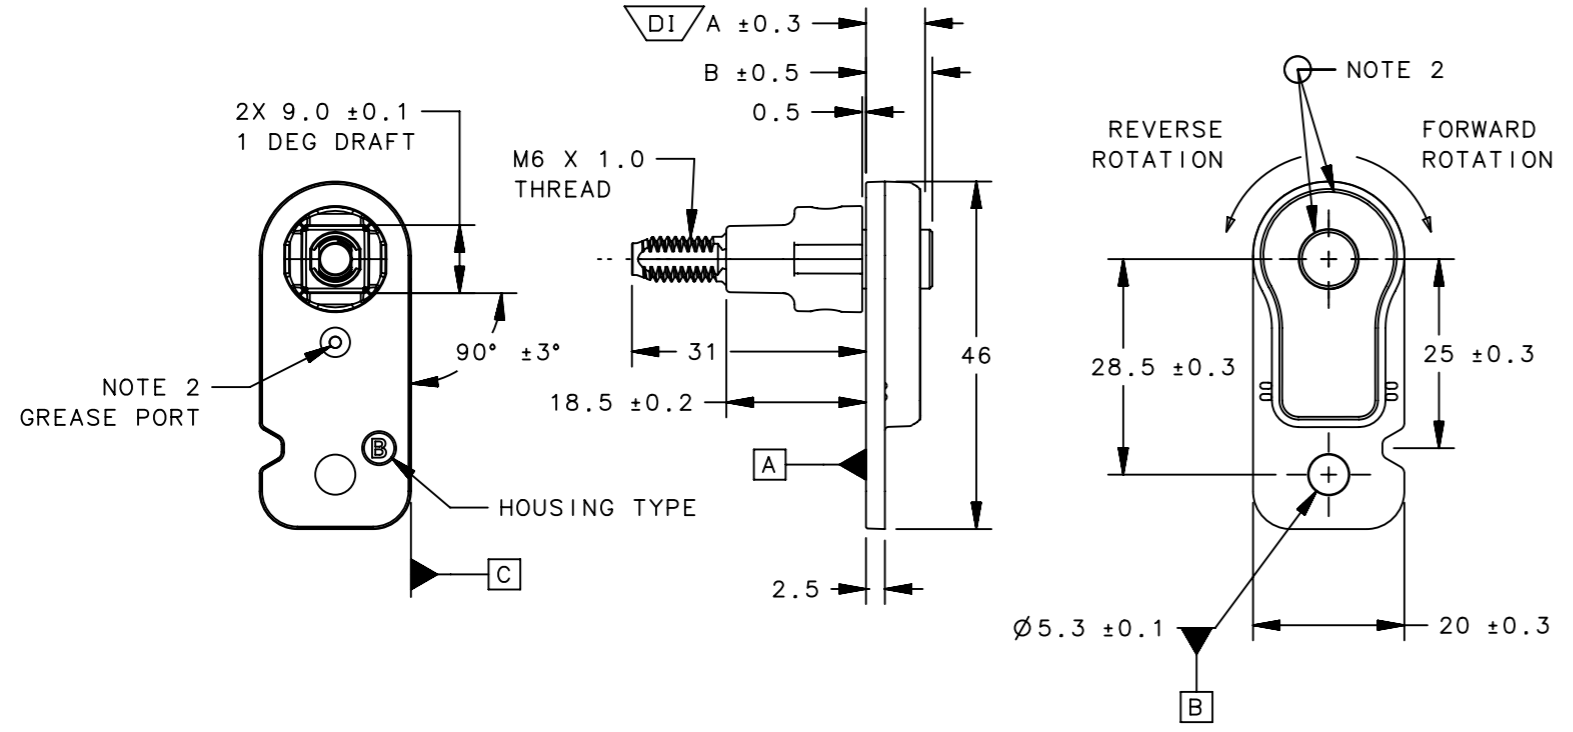 DI A ±0.3
B ±0.5
0.5
2X 9.0 ±0.1
1 DEG DRAFT
M6 X 1.0
THREAD
NOTE 2
REVERSE
ROTATION
FORWARD
ROTATION
90° ±3°
31
46
28.5 ±0.3
25 ±0.3
NOTE 2
GREASE PORT
18.5 ±0.2
B
A
HOUSING TYPE
C
2.5
Ø5.3 ±0.1
20 ±0.3
B